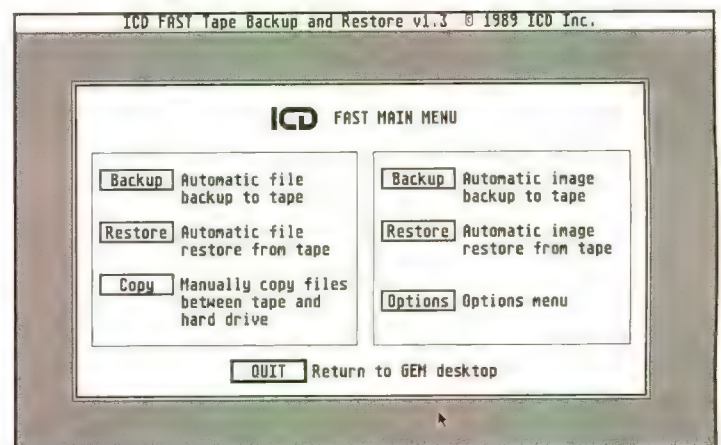 ICD FAST Tape Backup and Restore v1.3 © 1989 ICD Inc.
ICD FAST MAIN MENU
Backup Automatic file
backup to tape
Restore Automatic file
restore from tape
Copy Manually copy files
between tape and
hard drive
Backup Automatic image
backup to tape
Restore Automatic image
restore from tape
Options Options menu
QUIT Return to GEM desktop